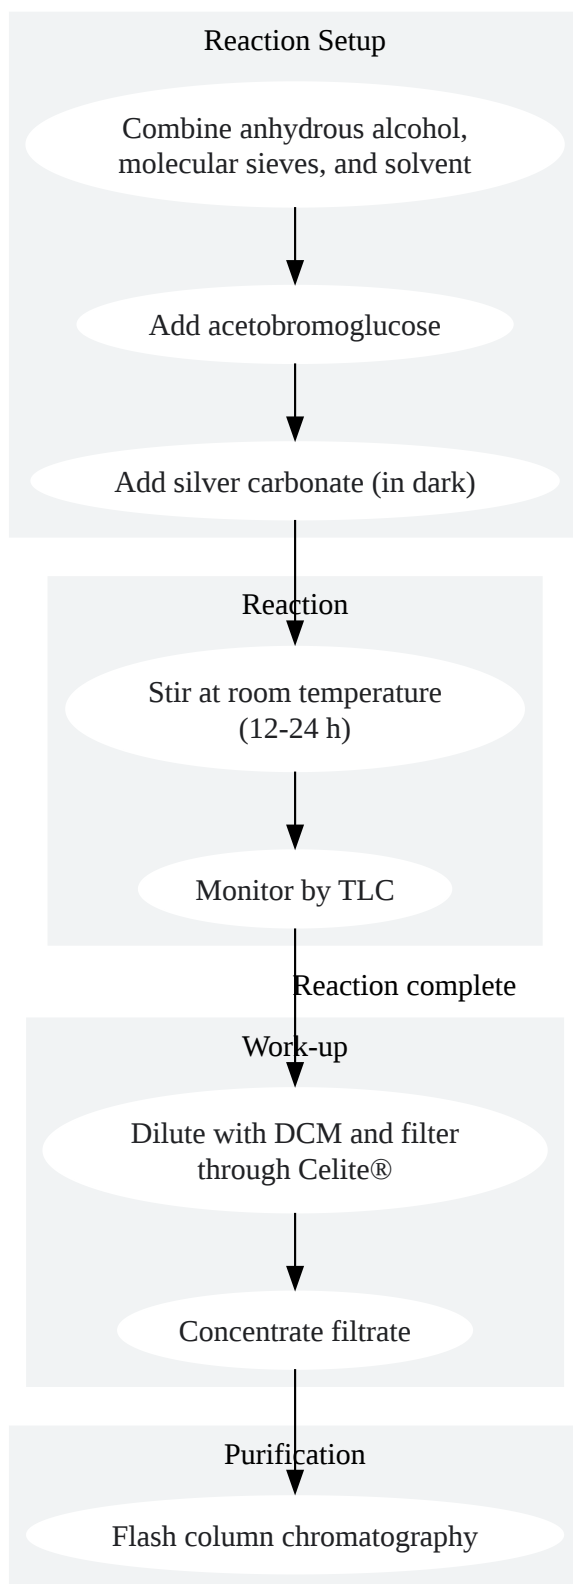 Reaction Setup
Combine anhydrous alcohol,
molecular sieves, and solvent
Add acetobromoglucose
Add silver carbonate (in dark)
Reaction
Stir at room temperature
(12-24 h)
Monitor by TLC
Reaction complete
Work-up
Dilute with DCM and filter
through Celite®
Concentrate filtrate
Purification
Flash column chromatography